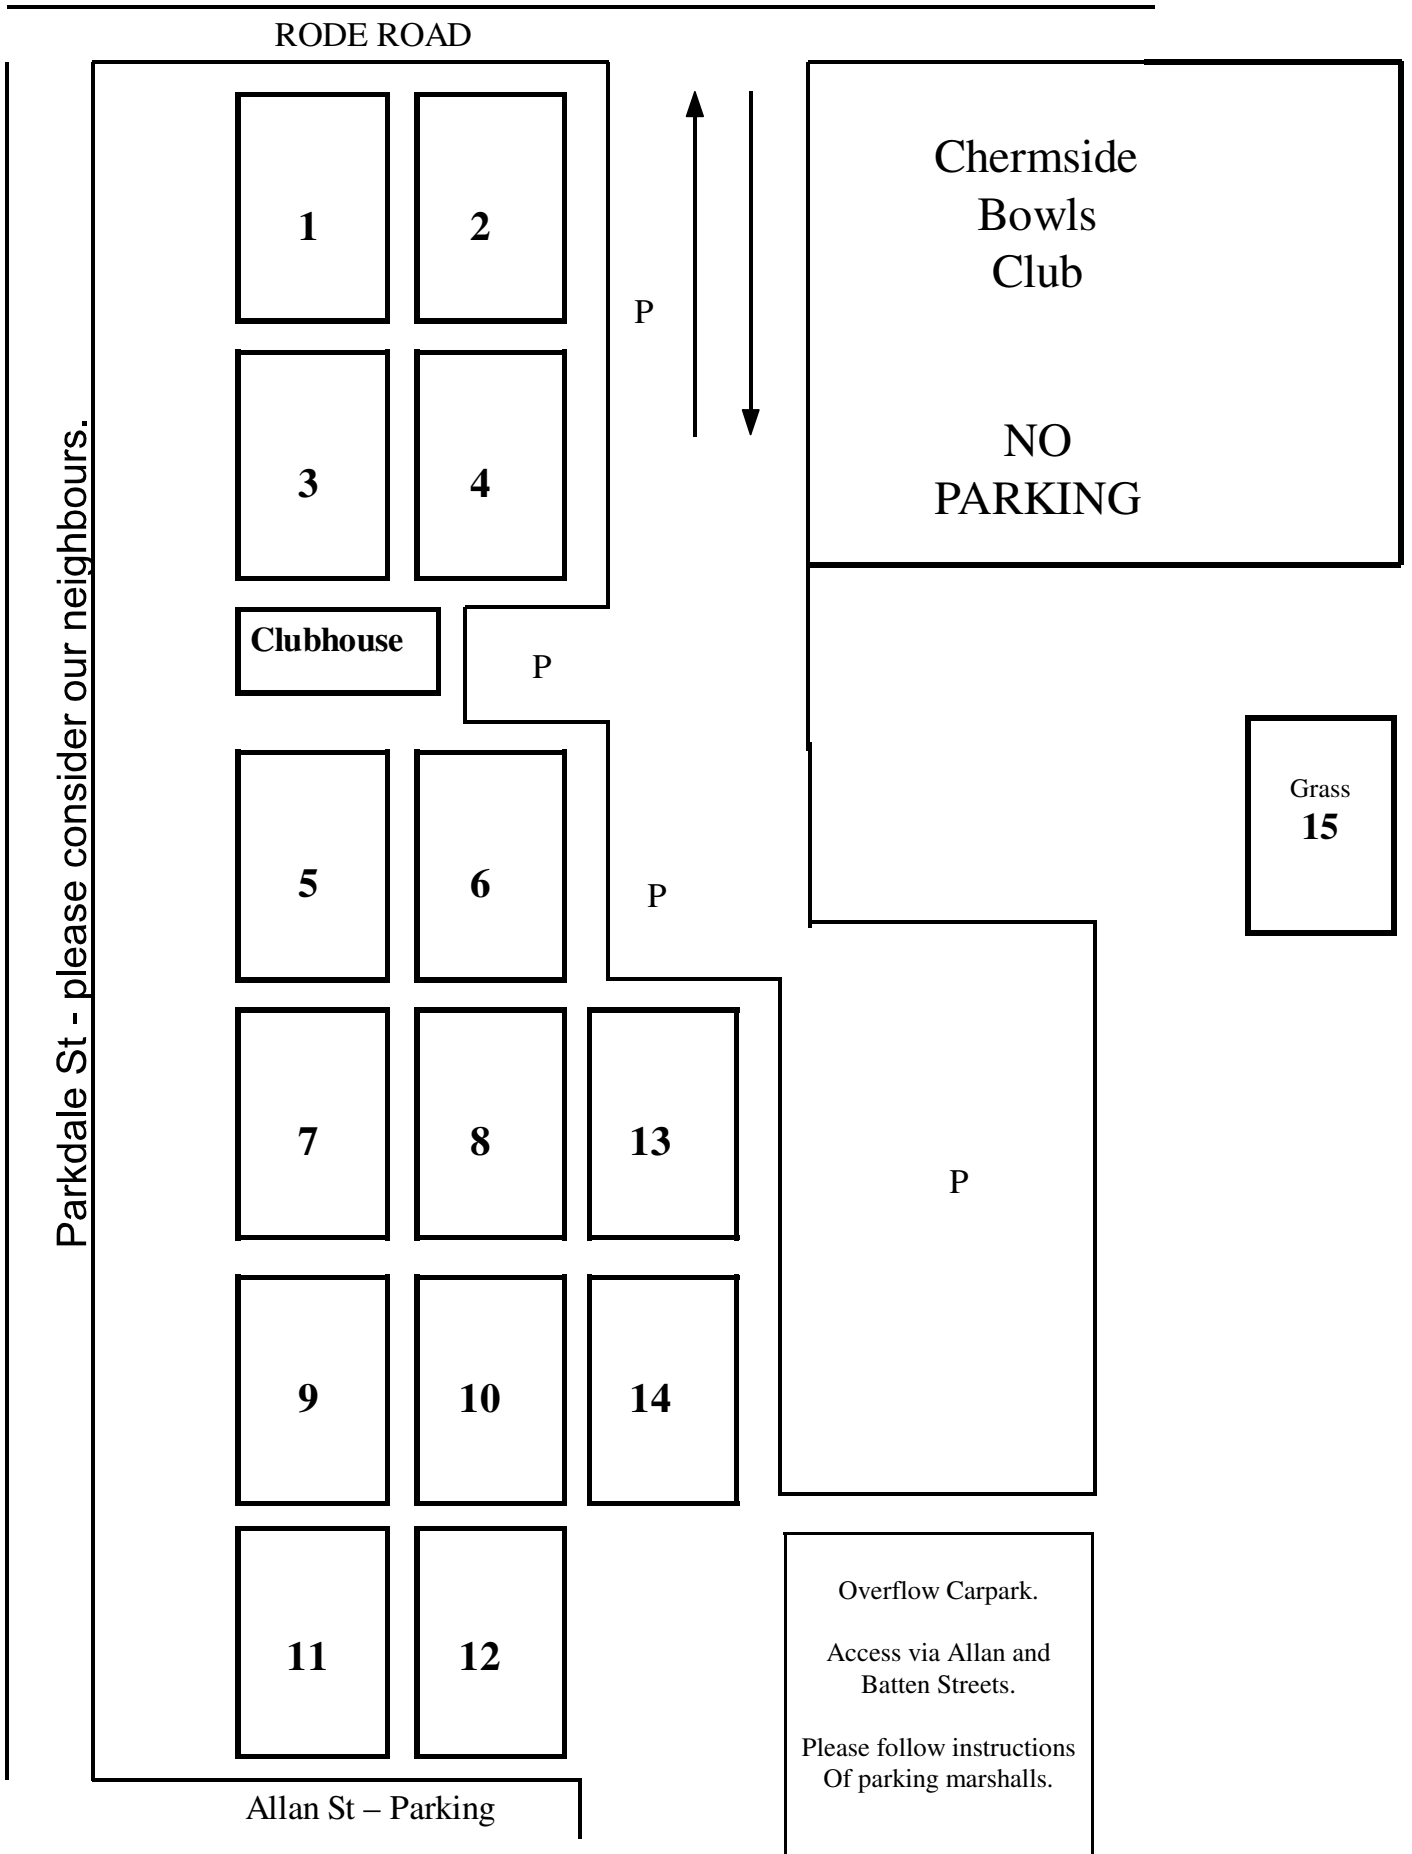 RODE ROAD
Chermside
Bowls
Club
NO
PARKING
1
2
P
3
4
Clubhouse
P
Parkdale St - please consider our neighbours.
5
6
P
Grass
15
7
8
13
P
9
10
14
11
12
Overflow Carpark.
Access via Allan and
Batten Streets.
Please follow instructions
Of parking marshalls.
Allan St – Parking